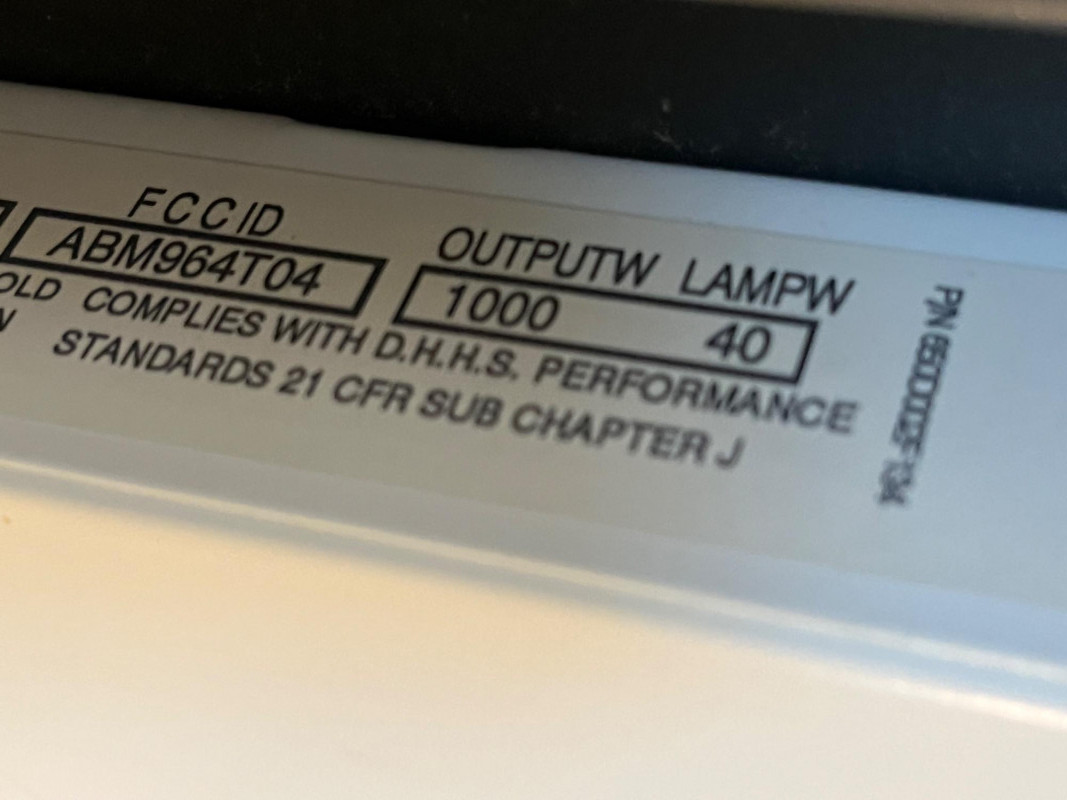 FCC ID
ABM964T04
OUTPUTW LAMPW
1000 40
OLD COMPLIES WITH D.H.H.S. PERFORMANCE
N STANDARDS 21 CFR SUB CHAPTER J
P/N